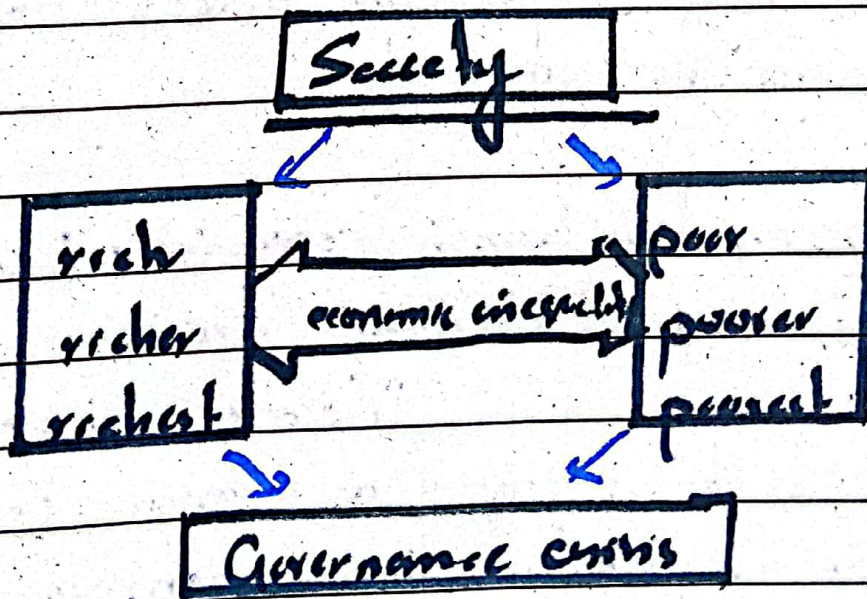 Society
rich
poor
economic inequality
richer
poorer
richest
poorest
Governance crisis